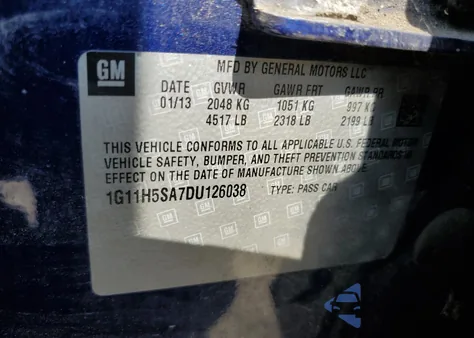 GM
MFD BY GENERAL MOTORS LLC
DATE GVWR GAWR FRT GAWR RR
01/13 2048 KG 1051 KG 997 KG
4517 LB 2318 LB 2199 LB
THIS VEHICLE CONFORMS TO ALL APPLICABLE U.S. FEDERAL MOTOR
VEHICLE SAFETY, BUMPER, AND THEFT PREVENTION STANDARDS IN
EFFECT ON THE DATE OF MANUFACTURE SHOWN ABOVE.
1G11H5SA7DU126038 TYPE: PASS CAR